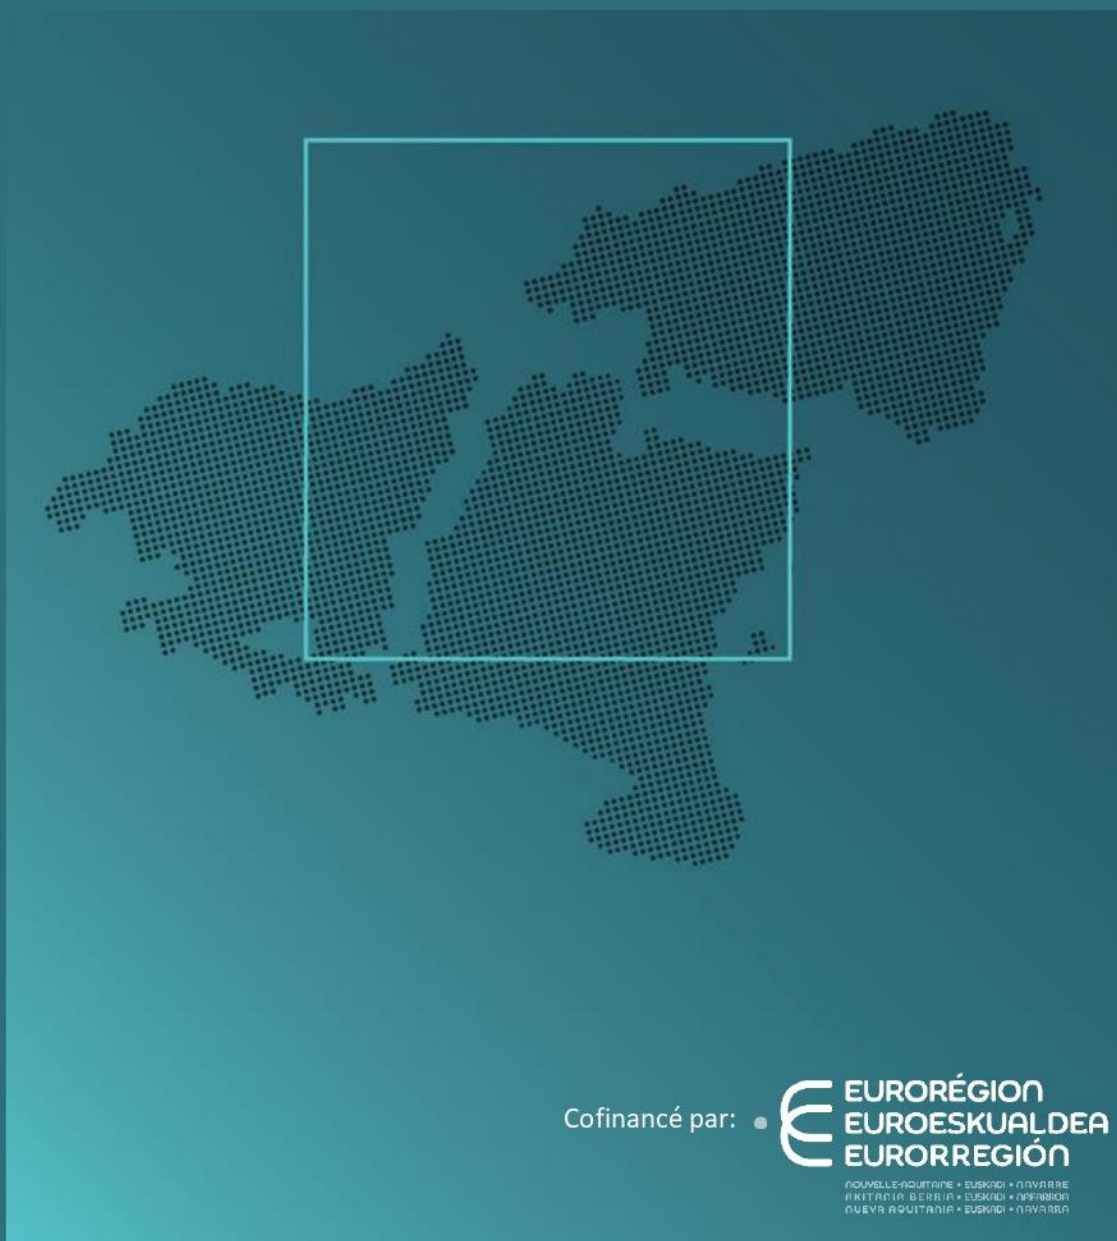 Cofinancé par:
EURORÉGION
EUROESKUALDEA
EURORREGIÓN
NOUVELLE-AQUITAINE • EUSKADI • NAVARRE
AKITANIA BERRIA • EUSKADI • NAFARROA
NUEVA AQUITANIA • EUSKADI • NAVARRA